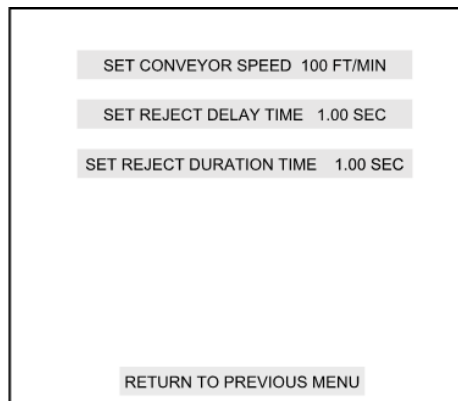 SET CONVEYOR SPEED 100 FT/MIN
SET REJECT DELAY TIME 1.00 SEC
SET REJECT DURATION TIME 1.00 SEC
RETURN TO PREVIOUS MENU